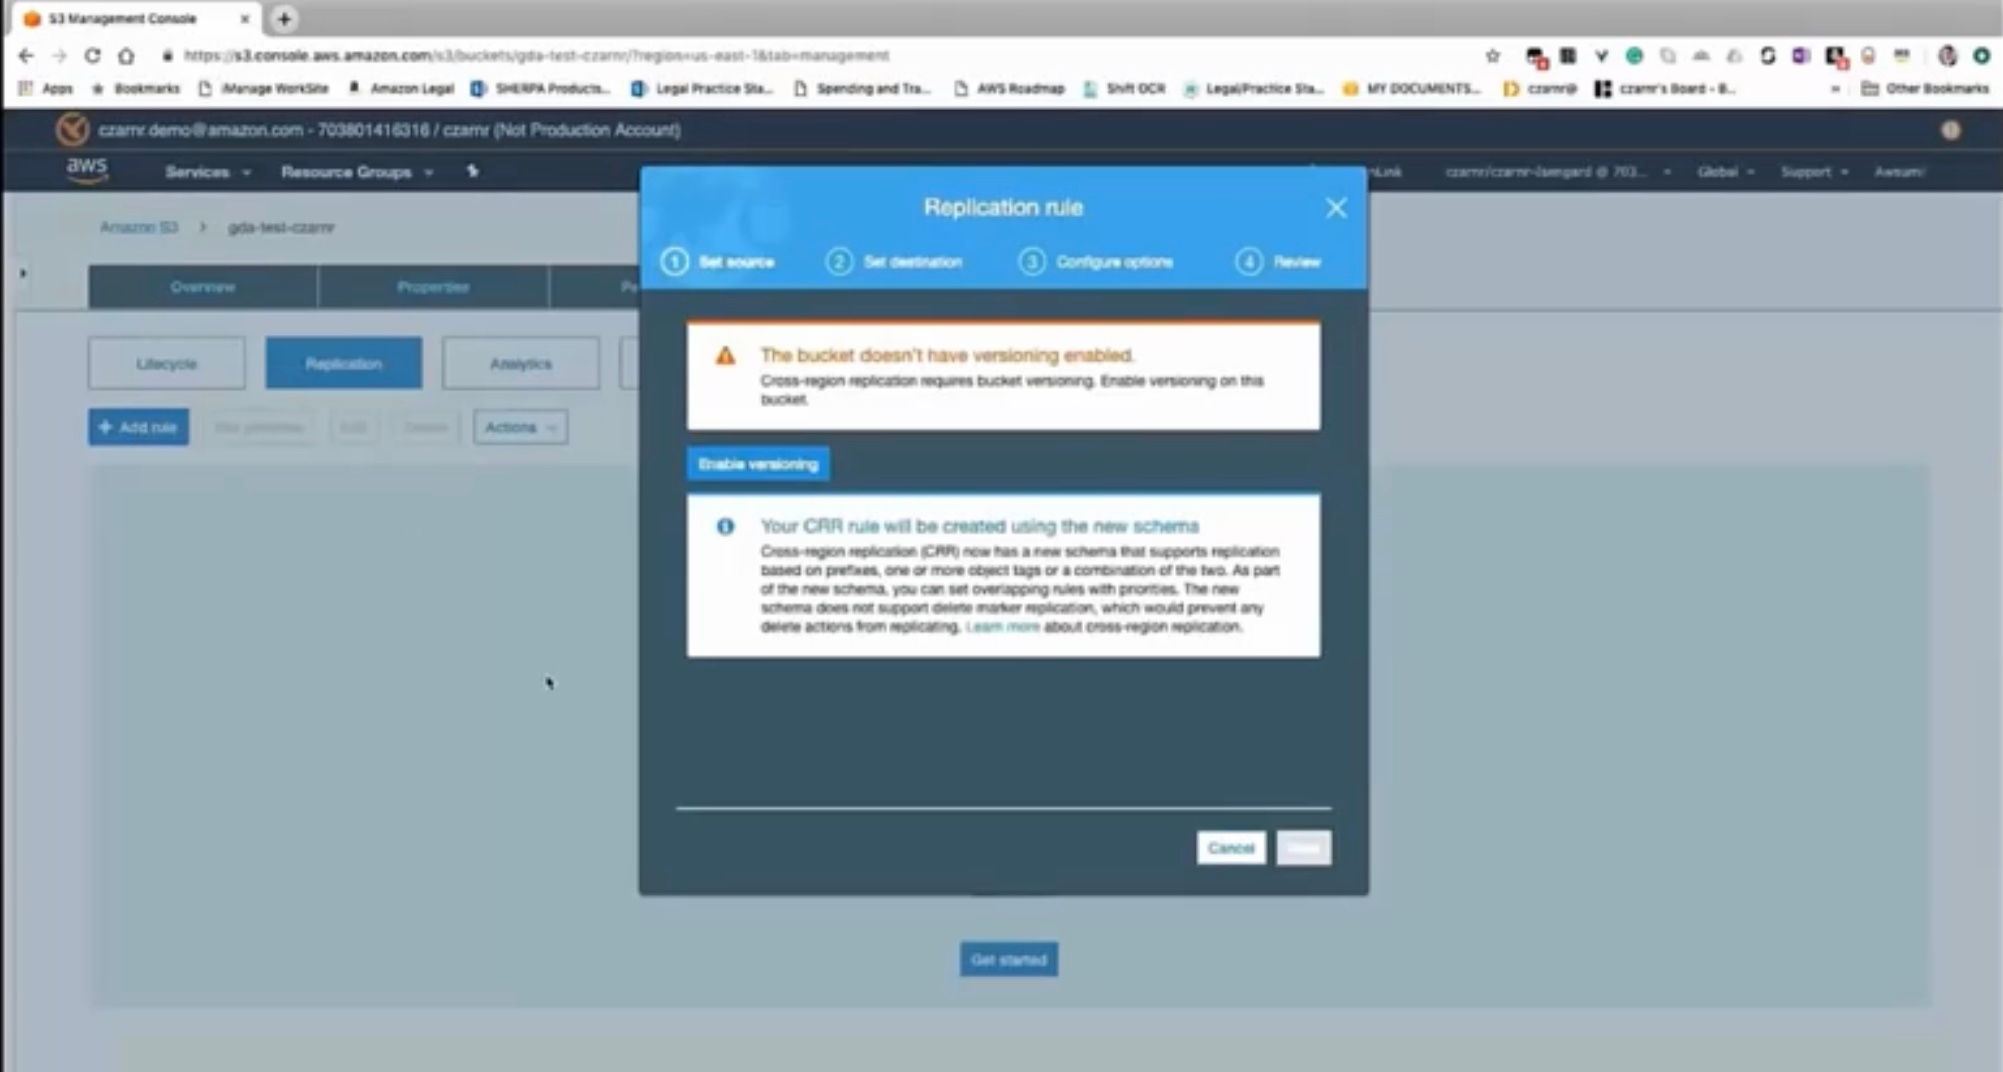 S3 Management Console
https://s3.console.aws.amazon.com/s3/buckets/gda-test-czarnr/?region=us-east-1&tab=management
Apps Bookmarks iManage WorkSite Amazon Legal SHERPA Products... Legal Practice Sta... Spending and Tra... AWS Roadmap Shift OCR Legal/Practice Sta... MY DOCUMENTS... czarnr@ czarnr's Board - B... » Other Bookmarks
czarnr.demo@amazon.com - 703801416316 / czarnr (Not Production Account)
aws Services Resource Groups czarnr/czarnr-Isengard @ 703... Global Support
Replication rule
Amazon S3 > gda-test-czarnr
1 Set source 2 Set destination 3 Configure options 4 Review
Overview Properties Pe
Lifecycle Replication Analytics
+ Add rule Actions
The bucket doesn't have versioning enabled.
Cross-region replication requires bucket versioning. Enable versioning on this
bucket.
Enable versioning
Your CRR rule will be created using the new schema
Cross-region replication (CRR) now has a new schema that supports replication
based on prefixes, one or more object tags or a combination of the two. As part
of the new schema, you can set overlapping rules with priorities. The new
schema does not support delete marker replication, which would prevent any
delete actions from replicating. Learn more about cross-region replication.
Cancel
Get started